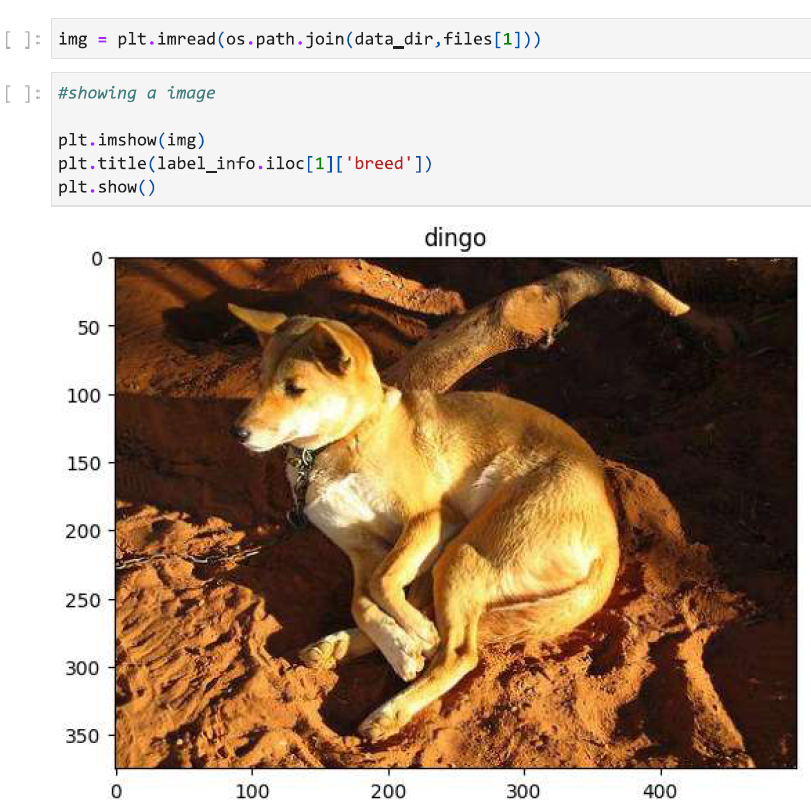 [ ]: img = plt.imread(os.path.join(data_dir,files[1]))
[ ]: #showing a image
plt.imshow(img)
plt.title(label_info.iloc[1]['breed'])
plt.show()
dingo
0
50
100
150
200
250
300
350
0 100 200 300 400